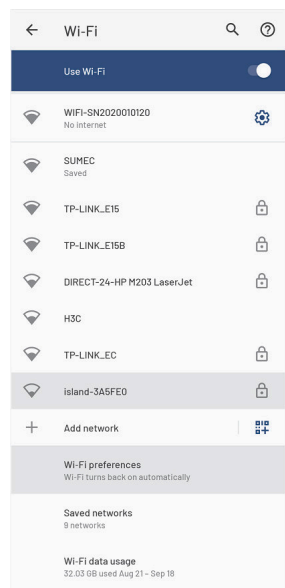 Wi-Fi
Use Wi-Fi
WIFI-SN2020010120
No internet
SUMEC
Saved
TP-LINK_E15
TP-LINK_E15B
DIRECT-24-HP M203 LaserJet
H3C
TP-LINK_EC
island-3A5FE0
Add network
Wi-Fi preferences
Wi-Fi turns back on automatically
Saved networks
9 networks
Wi-Fi data usage
32.03 GB used Aug 21 – Sep 18